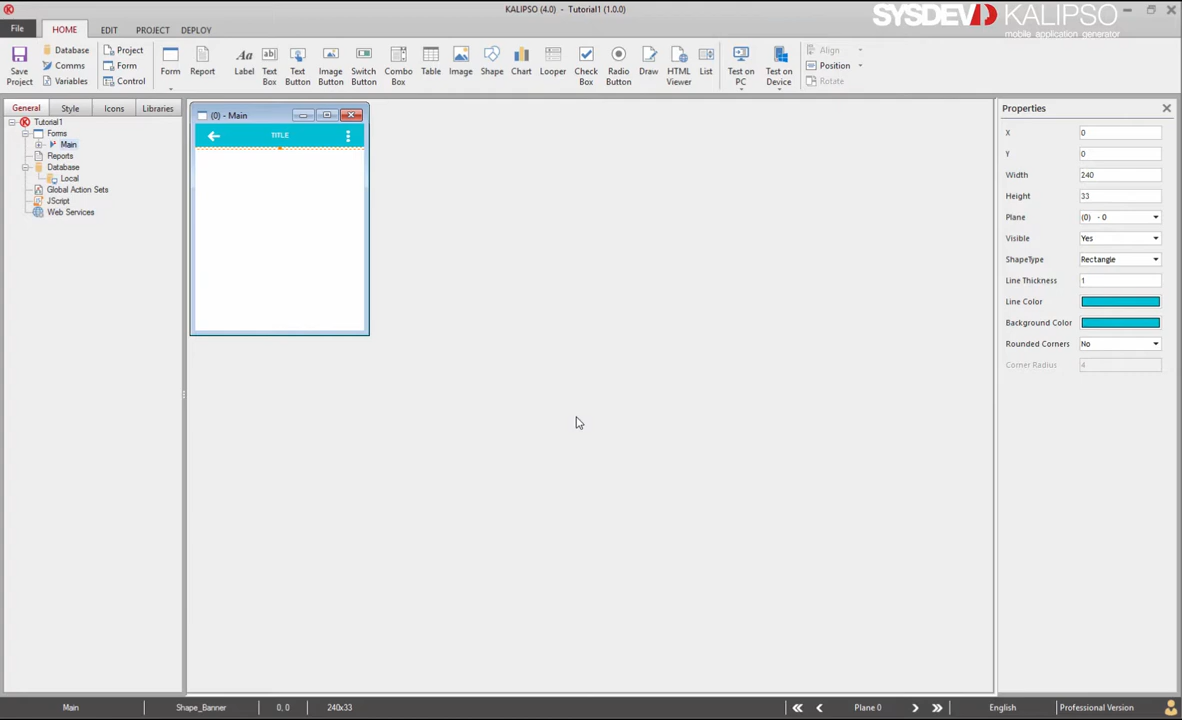 KALIPSO (4.0) - Tutorial1 (1.0.0)
SYSDEV KALIPSO
mobile application generator
File HOME EDIT PROJECT DEPLOY
Save Project
Database
Comms
Variables
Project
Form
Control
Form
Report
Label
Text Box
Text Button
Image Button
Switch Button
Combo Box
Table
Image
Shape
Chart
Looper
Check Box
Radio Button
Draw
HTML Viewer
List
Test on PC
Test on Device
Align
Position
Rotate
General Style Icons Libraries
Tutorial1
Forms
Main
Reports
Database
Local
Global Action Sets
JScript
Web Services
(0) - Main
TITLE
Properties
X 0
Y 0
Width 240
Height 33
Plane (0) - 0
Visible Yes
ShapeType Rectangle
Line Thickness 1
Line Color
Background Color
Rounded Corners No
Corner Radius 4
Main Shape_Banner 0, 0 240x33 Plane 0 English Professional Version